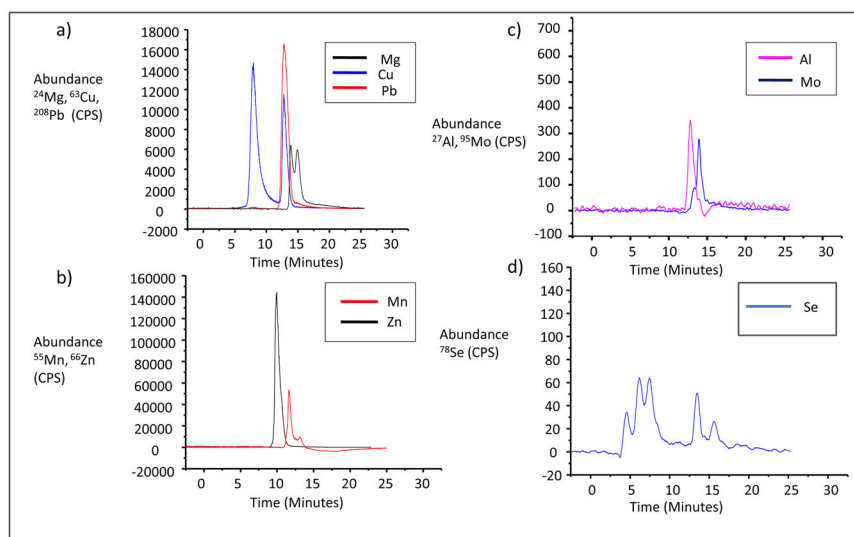 a)
Abundance
²⁴Mg, ⁶³Cu,
²⁰⁸Pb (CPS)
18000
16000
14000
12000
10000
8000
6000
4000
2000
0
-2000
0 5 10 15 20 25 30
Time (Minutes)
Mg
Cu
Pb
b)
Abundance
⁵⁵Mn, ⁶⁶Zn
(CPS)
160000
140000
120000
100000
80000
60000
40000
20000
0
-20000
0 5 10 15 20 25 30
Time (Minutes)
Mn
Zn
c)
Abundance
²⁷Al, ⁹⁵Mo (CPS)
700
600
500
400
300
200
100
0
-100
0 5 10 15 20 25 30
Time (Minutes)
Al
Mo
d)
Abundance
⁷⁸Se (CPS)
160
140
120
100
80
60
40
20
0
-20
0 5 10 15 20 25 30
Time (Minutes)
Se